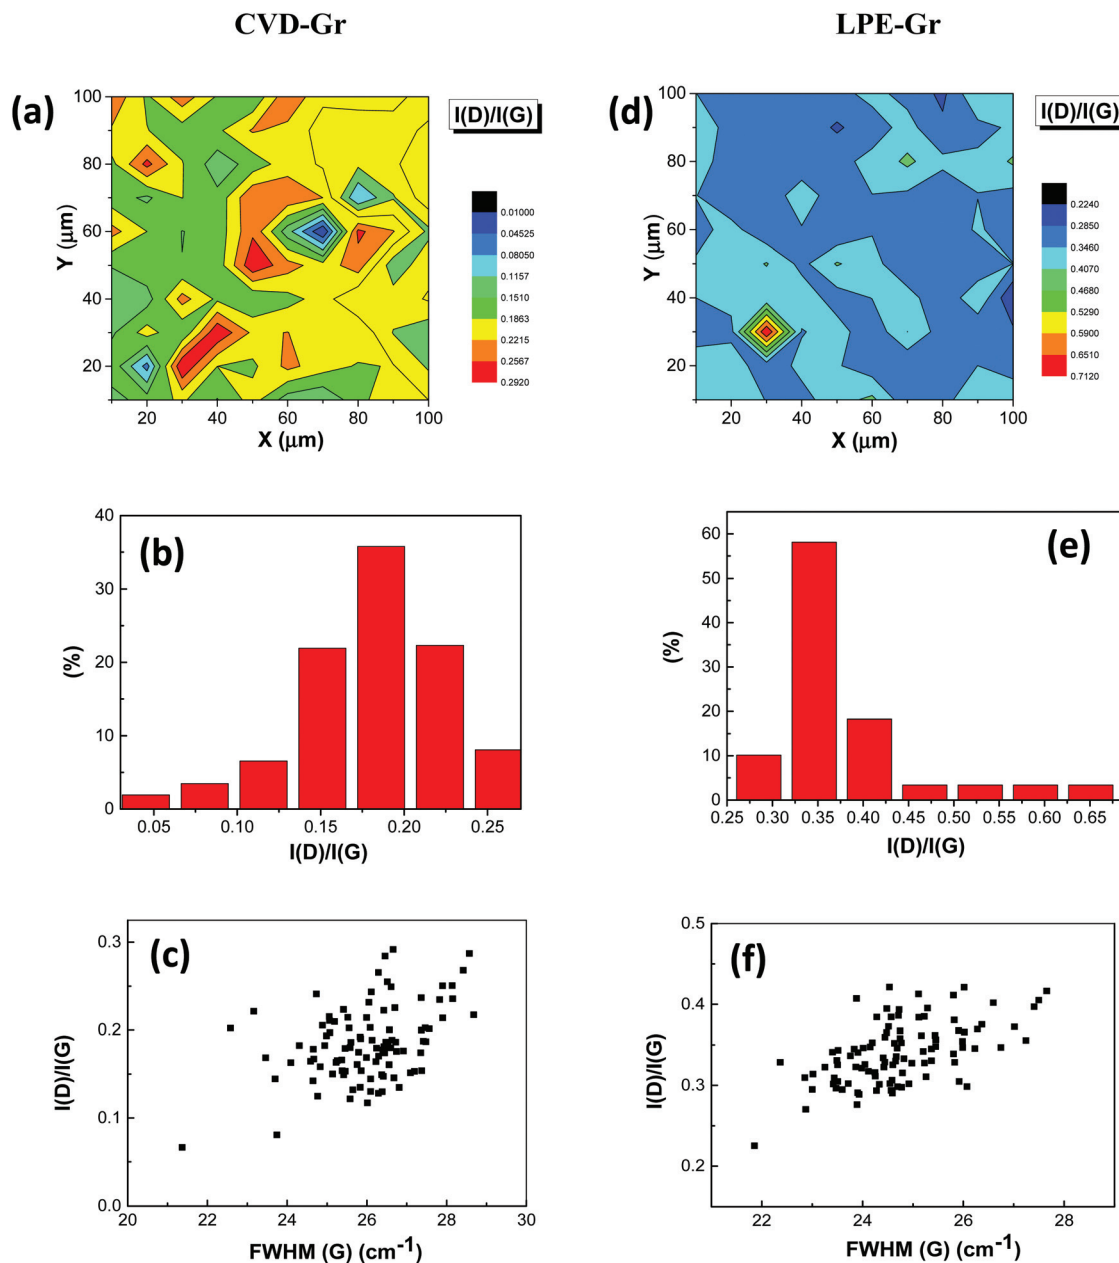 CVD-Gr
LPE-Gr
(a)
I(D)/I(G)
100
80
60
40
20
Y (μm)
20 40 60 80 100
X (μm)
0.01000
0.04525
0.08050
0.1157
0.1510
0.1863
0.2215
0.2567
0.2920
(d)
I(D)/I(G)
100
80
60
40
20
Y (μm)
20 40 60 80 100
X (μm)
0.2240
0.2850
0.3460
0.4070
0.4680
0.5290
0.5900
0.6510
0.7120
(b)
40
30
20
10
0
(%)
0.05 0.10 0.15 0.20 0.25
I(D)/I(G)
(e)
60
50
40
30
20
10
0
(%)
0.25 0.30 0.35 0.40 0.45 0.50 0.55 0.60 0.65
I(D)/I(G)
(c)
0.3
0.2
0.1
0.0
I(D)/I(G)
20 22 24 26 28 30
FWHM (G) (cm⁻¹)
(f)
0.5
0.4
0.3
0.2
I(D)/I(G)
22 24 26 28
FWHM (G) (cm⁻¹)